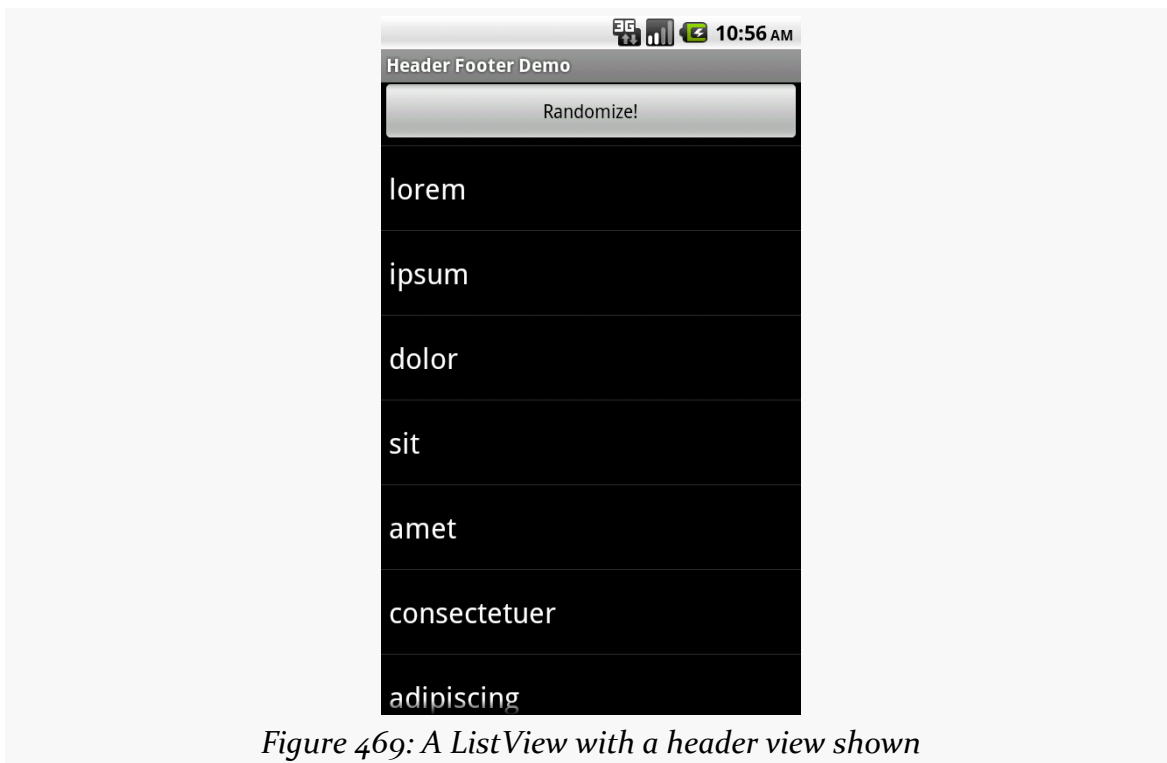 3G 10:56 AM
Header Footer Demo
Randomize!
lorem
ipsum
dolor
sit
amet
consectetuer
adipiscing
Figure 469: A ListView with a header view shown